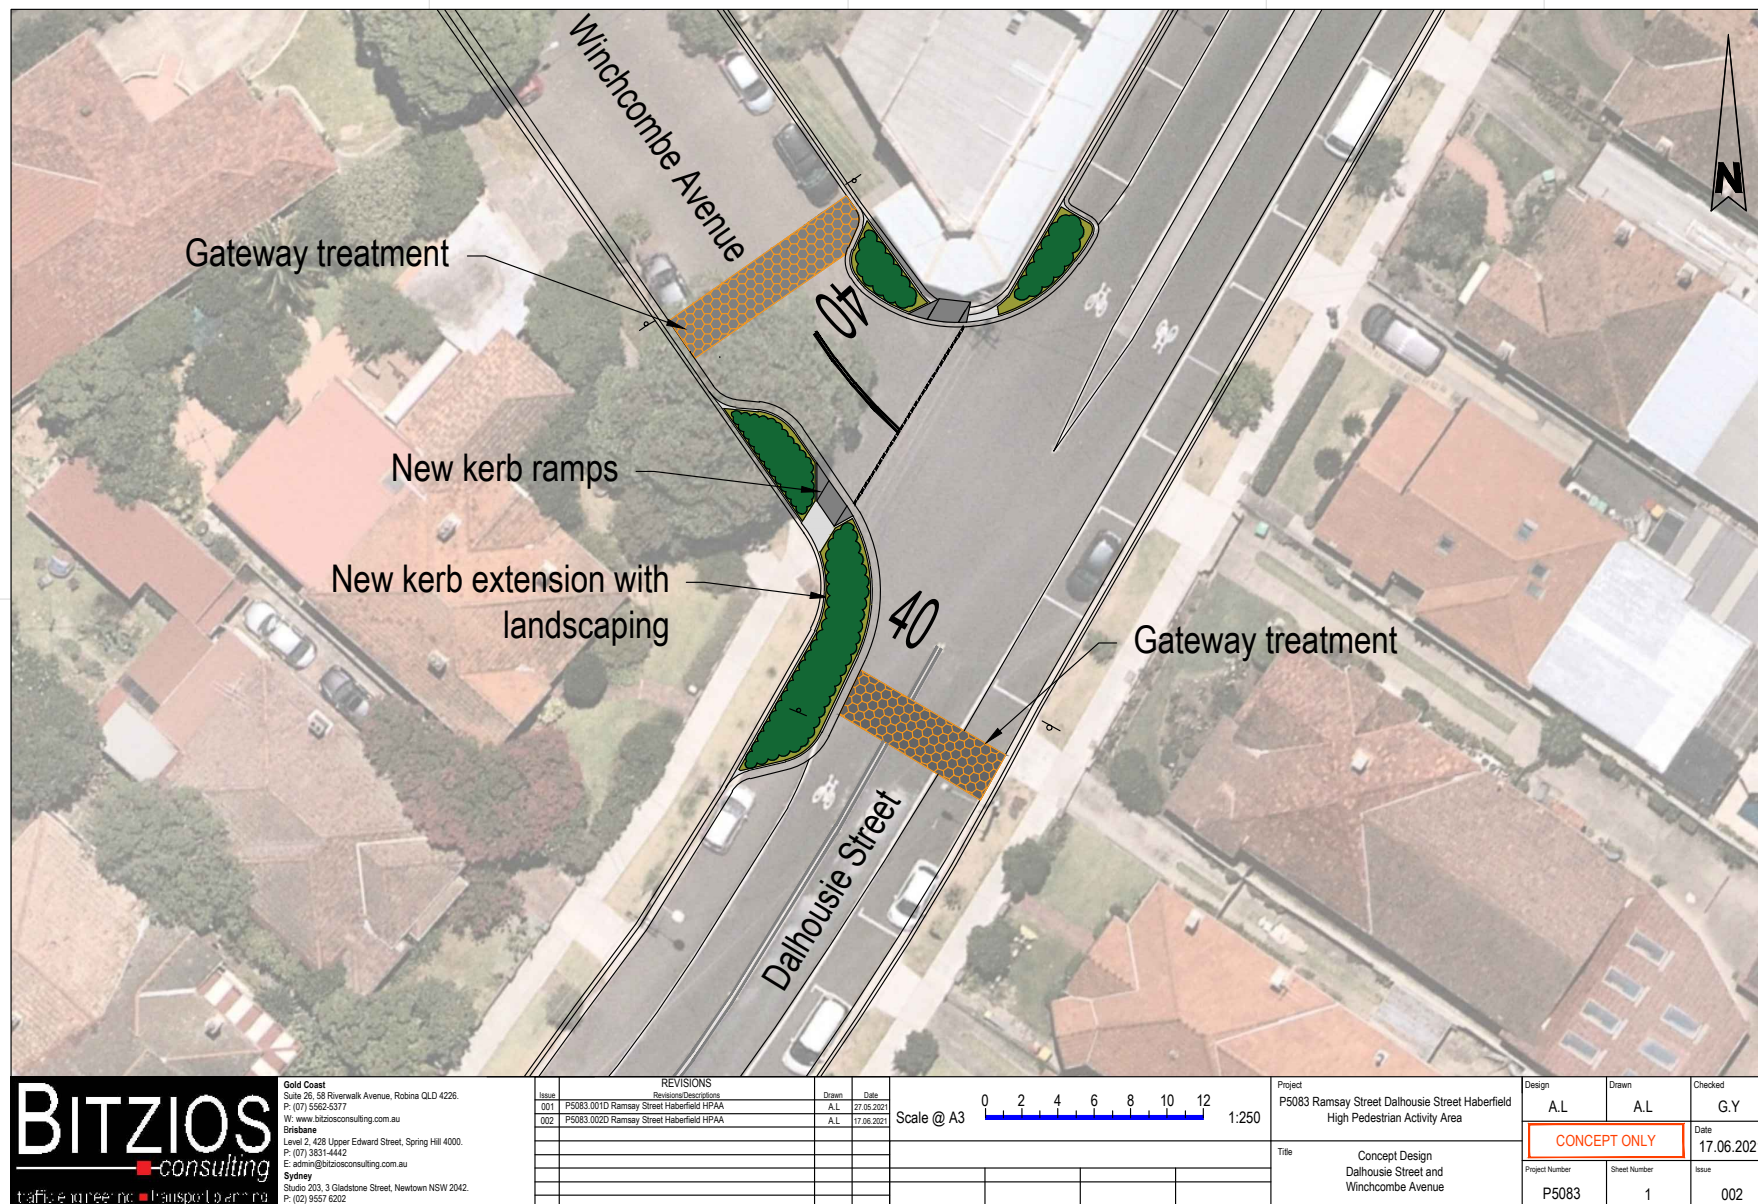 Winchcombe Avenue
N
Gateway treatment
40
New kerb ramps
New kerb extension with
landscaping
40
Gateway treatment
Dalhousie Street
BITZIOS
consulting
traffic engineering transport planning
Gold Coast
Suite 26, 58 Riverwalk Avenue, Robina QLD 4226.
P: (07) 5562-5377
W: www.bitziosconsulting.com.au
Brisbane
Level 2, 428 Upper Edward Street, Spring Hill 4000.
P: (07) 3831-4442
E: admin@bitziosconsulting.com.au
Sydney
Studio 203, 3 Gladstone Street, Newtown NSW 2042.
P: (02) 9557 6202
REVISIONS
Issue Revisions/Descriptions Drawn Date
001 P5083.001D Ramsay Street Haberfield HPAA A.L 27.05.2021
002 P5083.002D Ramsay Street Haberfield HPAA A.L 17.06.2021
Scale @ A3 0 2 4 6 8 10 12 1:250
Project
P5083 Ramsay Street Dalhousie Street Haberfield
High Pedestrian Activity Area
Title
Concept Design
Dalhousie Street and
Winchcombe Avenue
Design Drawn Checked
A.L A.L G.Y
CONCEPT ONLY
Date
17.06.202
Project Number Sheet Number Issue
P5083 1 002